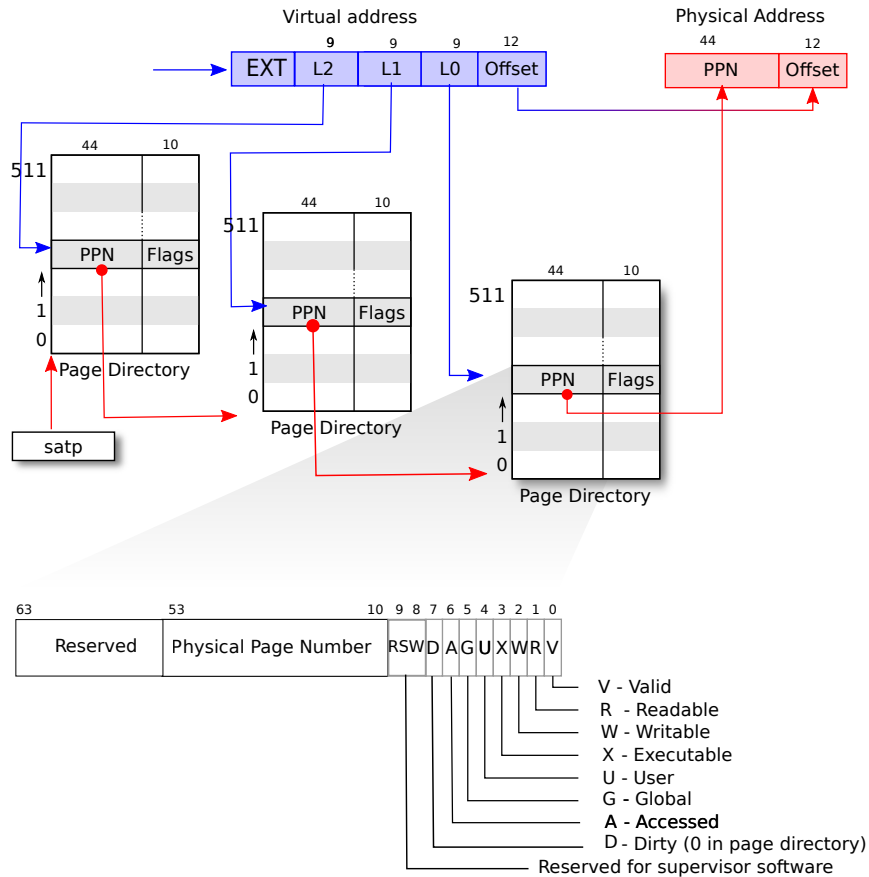 Virtual address
Physical Address
9 9 9 12
44 12
EXT L2 L1 L0 Offset
PPN Offset
44 10
511
PPN Flags
1
0
Page Directory
satp
44 10
511
PPN Flags
1
0
Page Directory
44 10
511
PPN Flags
1
0
Page Directory
63 53 10 9 8 7 6 5 4 3 2 1 0
Reserved Physical Page Number RSW D A G U X W R V
V - Valid
R - Readable
W - Writable
X - Executable
U - User
G - Global
A - Accessed
D - Dirty (0 in page directory)
Reserved for supervisor software